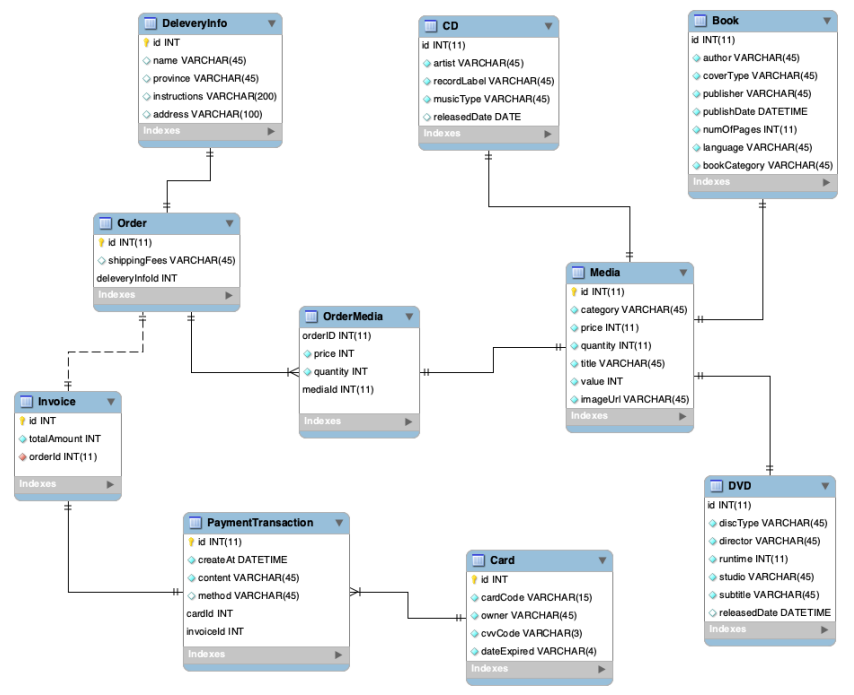 DeleveryInfo
id INT
name VARCHAR(45)
province VARCHAR(45)
instructions VARCHAR(200)
address VARCHAR(100)
Indexes
CD
id INT(11)
artist VARCHAR(45)
recordLabel VARCHAR(45)
musicType VARCHAR(45)
releasedDate DATE
Indexes
Book
id INT(11)
author VARCHAR(45)
coverType VARCHAR(45)
publisher VARCHAR(45)
publishDate DATETIME
numOfPages INT(11)
language VARCHAR(45)
bookCategory VARCHAR(45)
Indexes
Order
id INT(11)
shippingFees VARCHAR(45)
deleveryInfoId INT
Indexes
OrderMedia
orderID INT(11)
price INT
quantity INT
mediaId INT(11)
Indexes
Media
id INT(11)
category VARCHAR(45)
price INT(11)
quantity INT(11)
title VARCHAR(45)
value INT
imageUrl VARCHAR(45)
Indexes
Invoice
id INT
totalAmount INT
orderId INT(11)
Indexes
PaymentTransaction
id INT(11)
createAt DATETIME
content VARCHAR(45)
method VARCHAR(45)
cardId INT
invoiceId INT
Indexes
Card
id INT
cardCode VARCHAR(15)
owner VARCHAR(45)
cvvCode VARCHAR(3)
dateExpired VARCHAR(4)
Indexes
DVD
id INT(11)
discType VARCHAR(45)
director VARCHAR(45)
runtime INT(11)
studio VARCHAR(45)
subtitle VARCHAR(45)
releasedDate DATETIME
Indexes